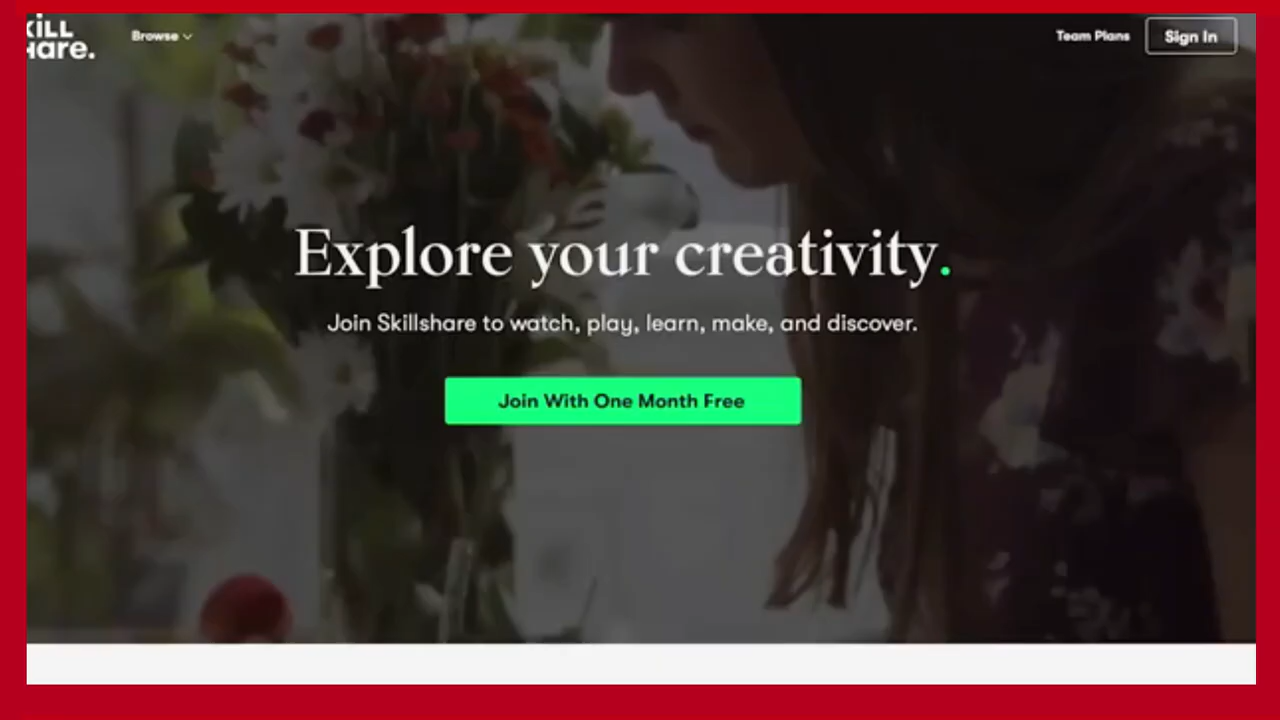 Browse
Team Plans
Sign In
Explore your creativity.
Join Skillshare to watch, play, learn, make, and discover.
Join With One Month Free